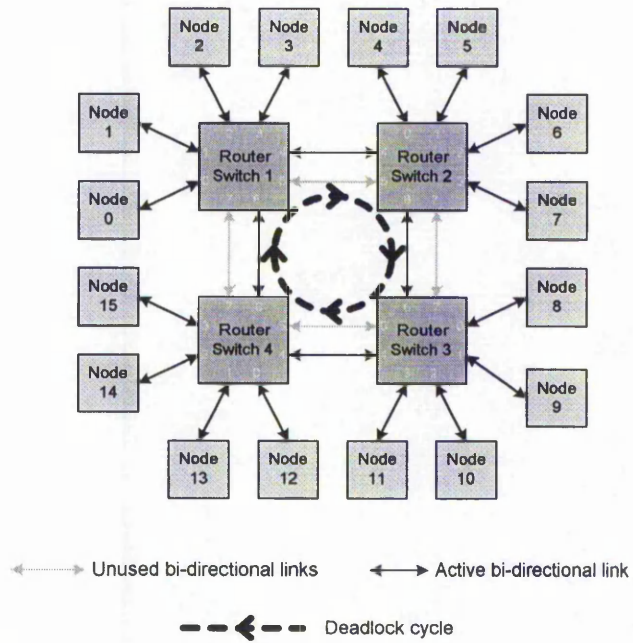 Node
2
Node
3
Node
4
Node
5
Node
1
Node
6
Router
Switch 1
Router
Switch 2
Node
0
Node
7
Node
15
Node
8
Router
Switch 4
Router
Switch 3
Node
14
Node
9
Node
13
Node
12
Node
11
Node
10
Unused bi-directional links
Active bi-directional link
Deadlock cycle